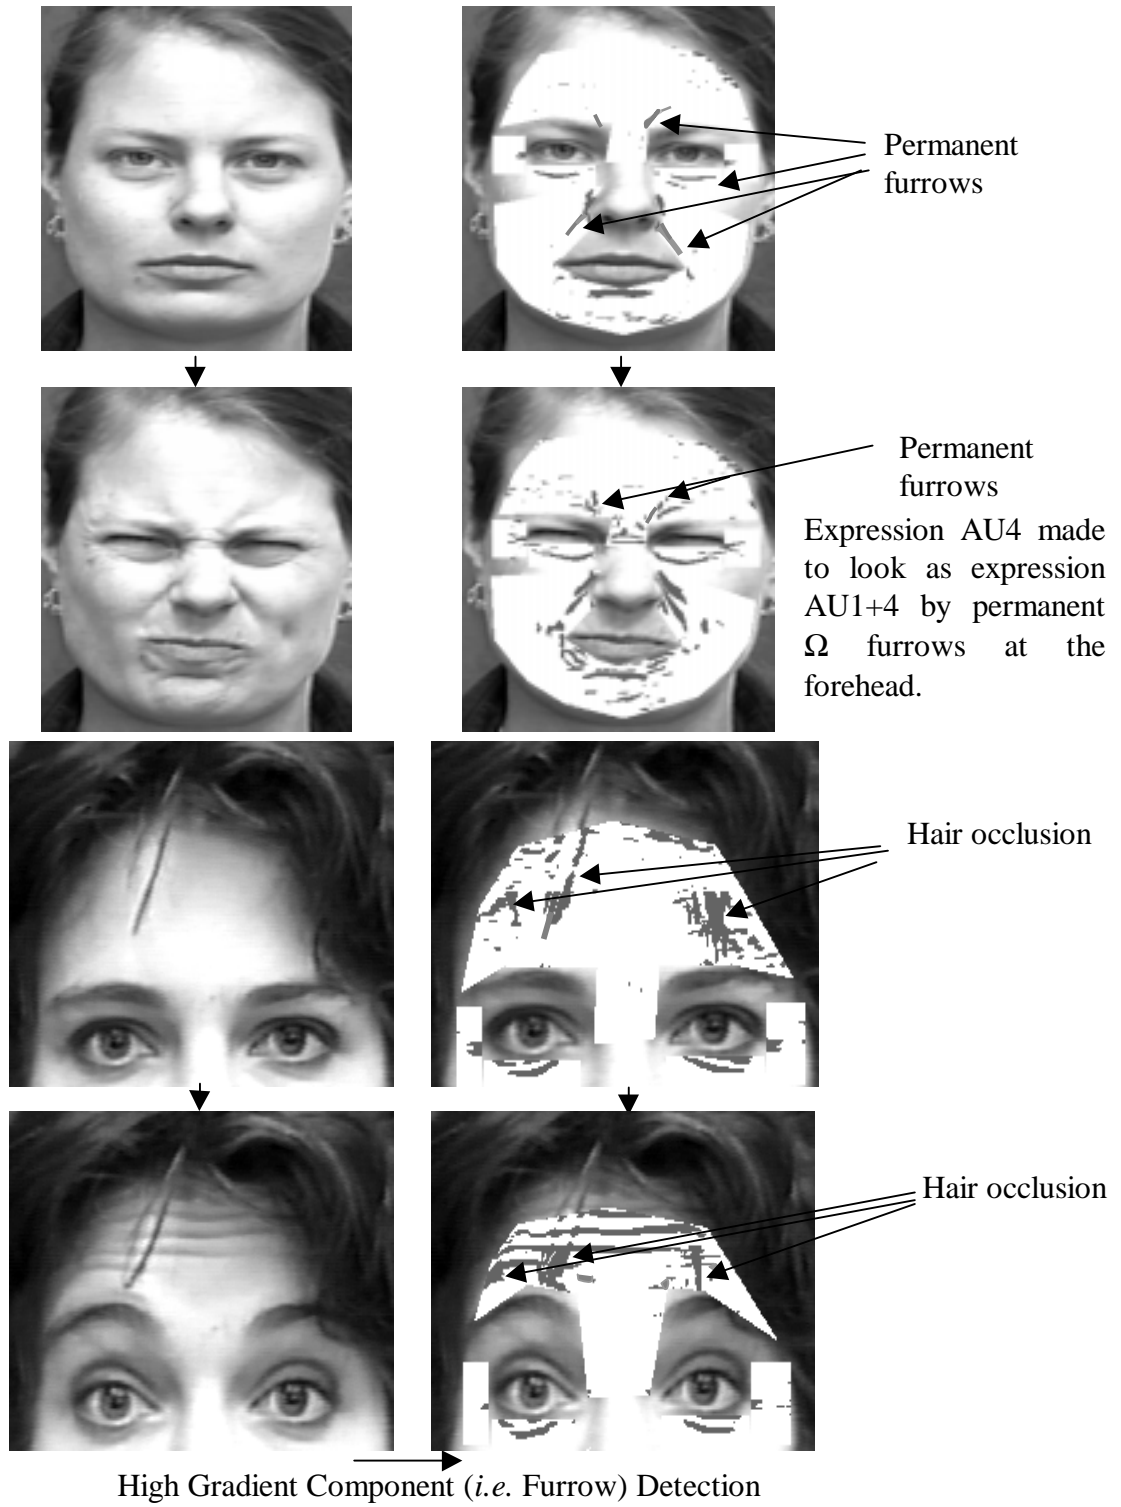 Permanent
furrows
Permanent
furrows
Expression AU4 made
to look as expression
AU1+4 by permanent
Ω furrows at the
forehead.
Hair occlusion
Hair occlusion
High Gradient Component (i.e. Furrow) Detection